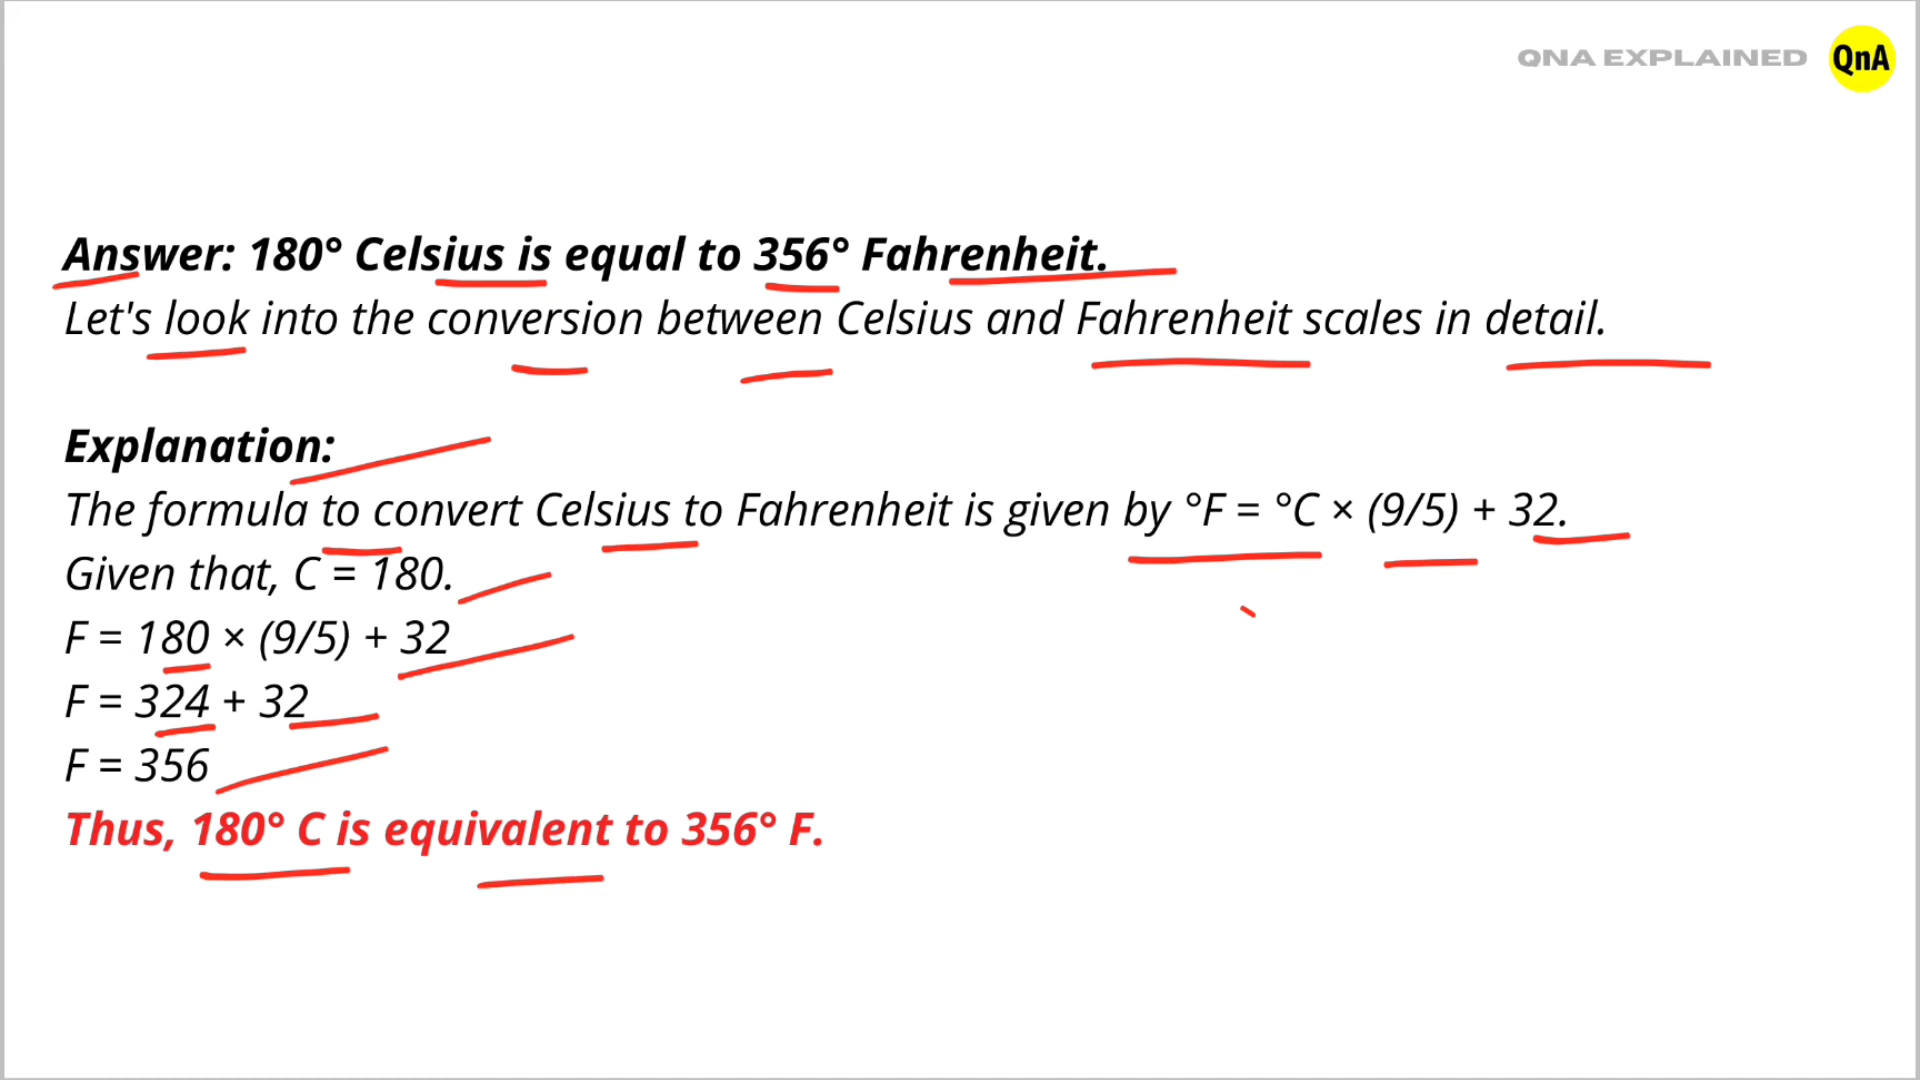 QNA EXPLAINED QnA
Answer: 180° Celsius is equal to 356° Fahrenheit.
Let's look into the conversion between Celsius and Fahrenheit scales in detail.
Explanation:
The formula to convert Celsius to Fahrenheit is given by °F = °C × (9/5) + 32.
Given that, C = 180.
F = 180 × (9/5) + 32
F = 324 + 32
F = 356
Thus, 180° C is equivalent to 356° F.